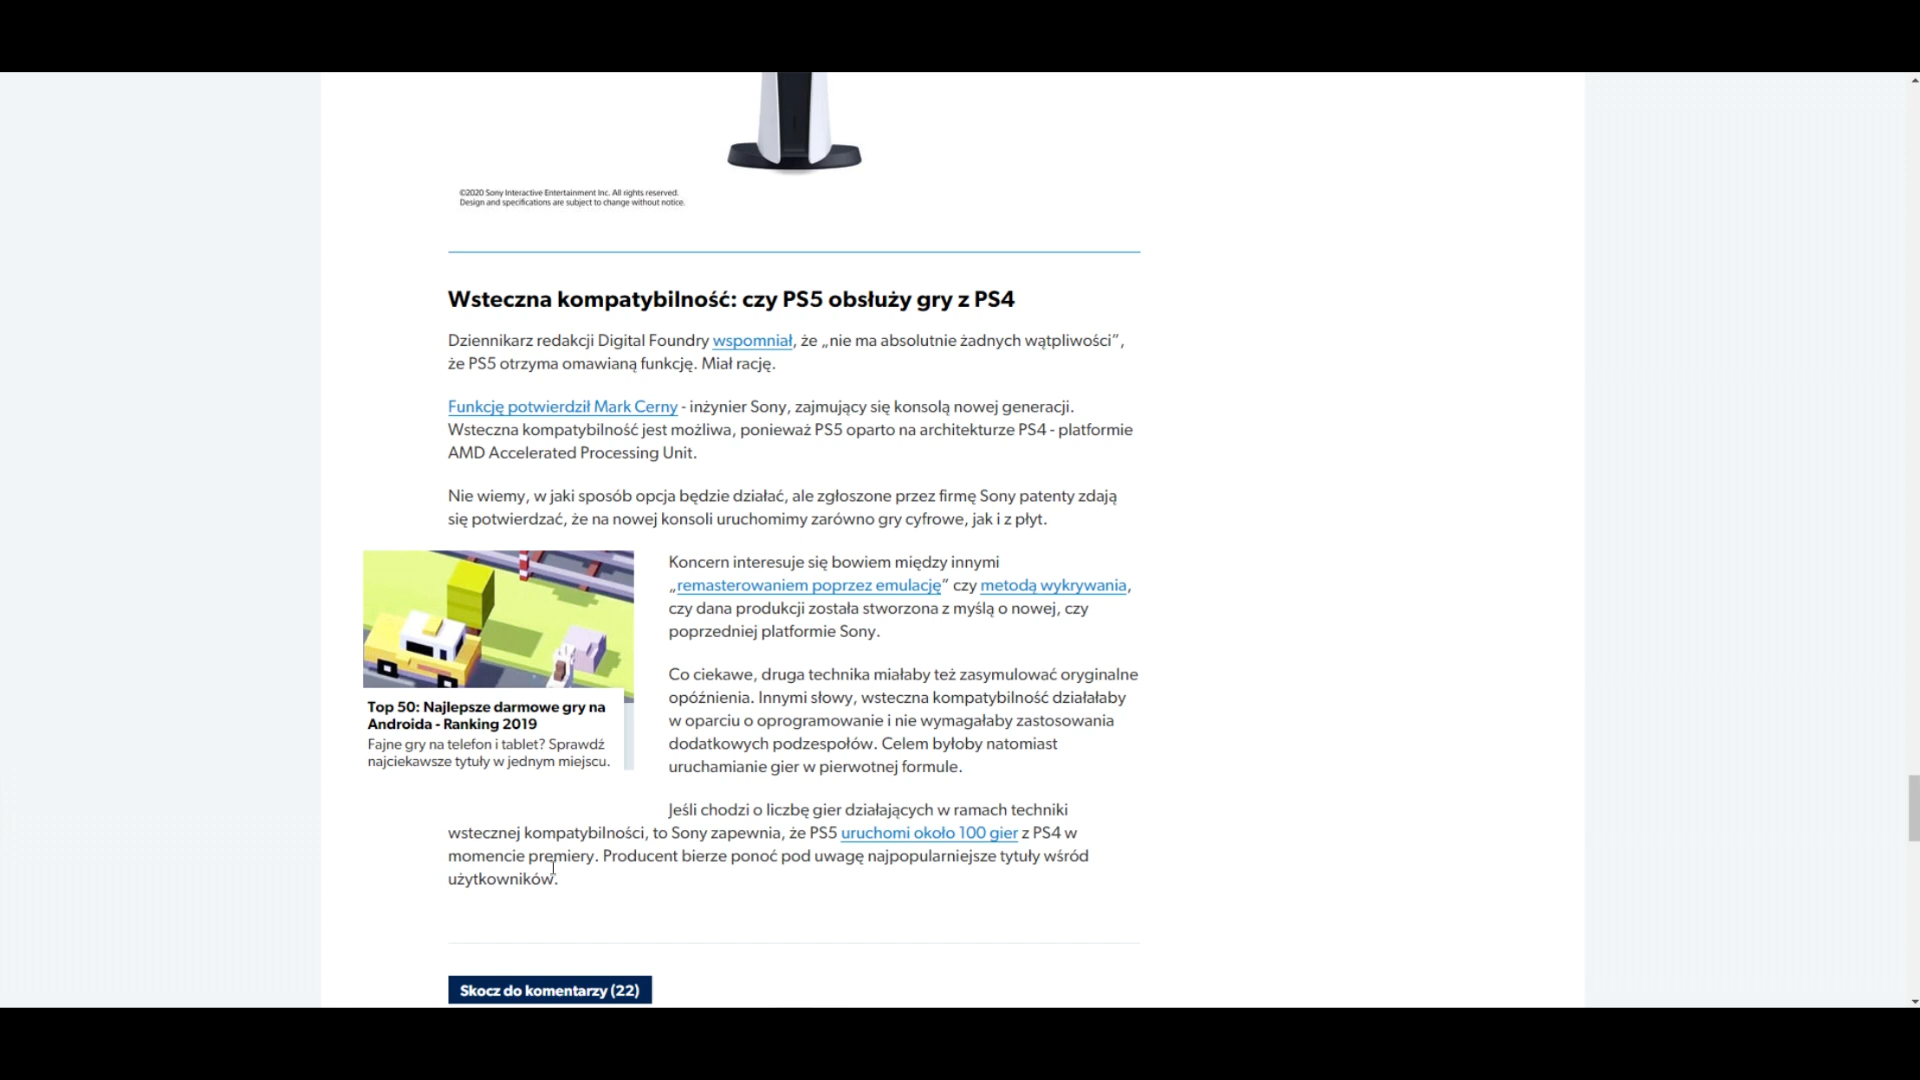 ©2020 Sony Interactive Entertainment Inc. All rights reserved.
Design and specifications are subject to change without notice.
Wsteczna kompatybilność: czy PS5 obsłuży gry z PS4
Dziennikarz redakcji Digital Foundry wspomniał, że „nie ma absolutnie żadnych wątpliwości”,
że PS5 otrzyma omawianą funkcję. Miał rację.
Funkcję potwierdził Mark Cerny - inżynier Sony, zajmujący się konsolą nowej generacji.
Wsteczna kompatybilność jest możliwa, ponieważ PS5 oparto na architekturze PS4 - platformie
AMD Accelerated Processing Unit.
Nie wiemy, w jaki sposób opcja będzie działać, ale zgłoszone przez firmę Sony patenty zdają
się potwierdzać, że na nowej konsoli uruchomimy zarówno gry cyfrowe, jak i z płyt.
Koncern interesuje się bowiem między innymi
„remasterowaniem poprzez emulację” czy metodą wykrywania,
czy dana produkcji została stworzona z myślą o nowej, czy
poprzedniej platformie Sony.
Top 50: Najlepsze darmowe gry na
Androida - Ranking 2019
Fajne gry na telefon i tablet? Sprawdź
najciekawsze tytuły w jednym miejscu.
Co ciekawe, druga technika miałaby też zasymulować oryginalne
opóźnienia. Innymi słowy, wsteczna kompatybilność działałaby
w oparciu o oprogramowanie i nie wymagałaby zastosowania
dodatkowych podzespołów. Celem byłoby natomiast
uruchamianie gier w pierwotnej formule.
Jeśli chodzi o liczbę gier działających w ramach techniki
wstecznej kompatybilności, to Sony zapewnia, że PS5 uruchomi około 100 gier z PS4 w
momencie premiery. Producent bierze ponoć pod uwagę najpopularniejsze tytuły wśród
użytkowników.
Skocz do komentarzy (22)